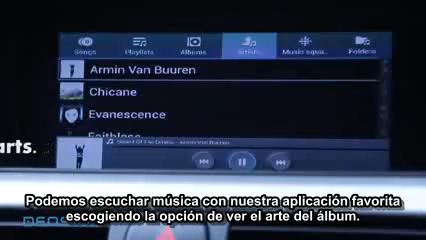 Songs Playlists Albums Artists Music squa... Folders
Armin Van Buuren
Chicane
Evanescence
Faithless
arts.
Podemos escuchar música con nuestra aplicación favorita
escogiendo la opción de ver el arte del álbum.